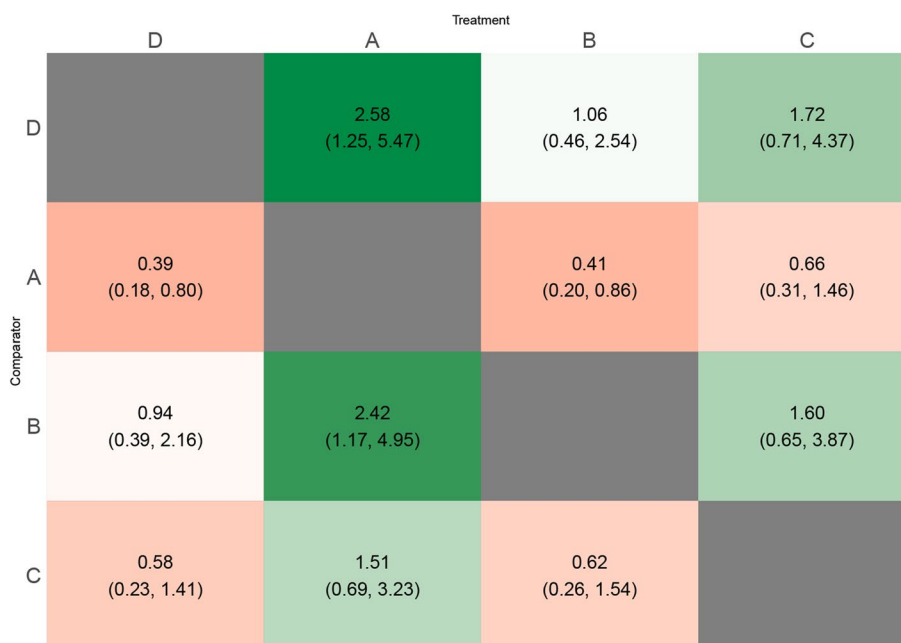 Treatment
D A B C
D
2.58 1.06 1.72
(1.25, 5.47) (0.46, 2.54) (0.71, 4.37)
A
0.39 0.41 0.66
(0.18, 0.80) (0.20, 0.86) (0.31, 1.46)
Comparator
B
0.94 2.42 1.60
(0.39, 2.16) (1.17, 4.95) (0.65, 3.87)
C
0.58 1.51 0.62
(0.23, 1.41) (0.69, 3.23) (0.26, 1.54)